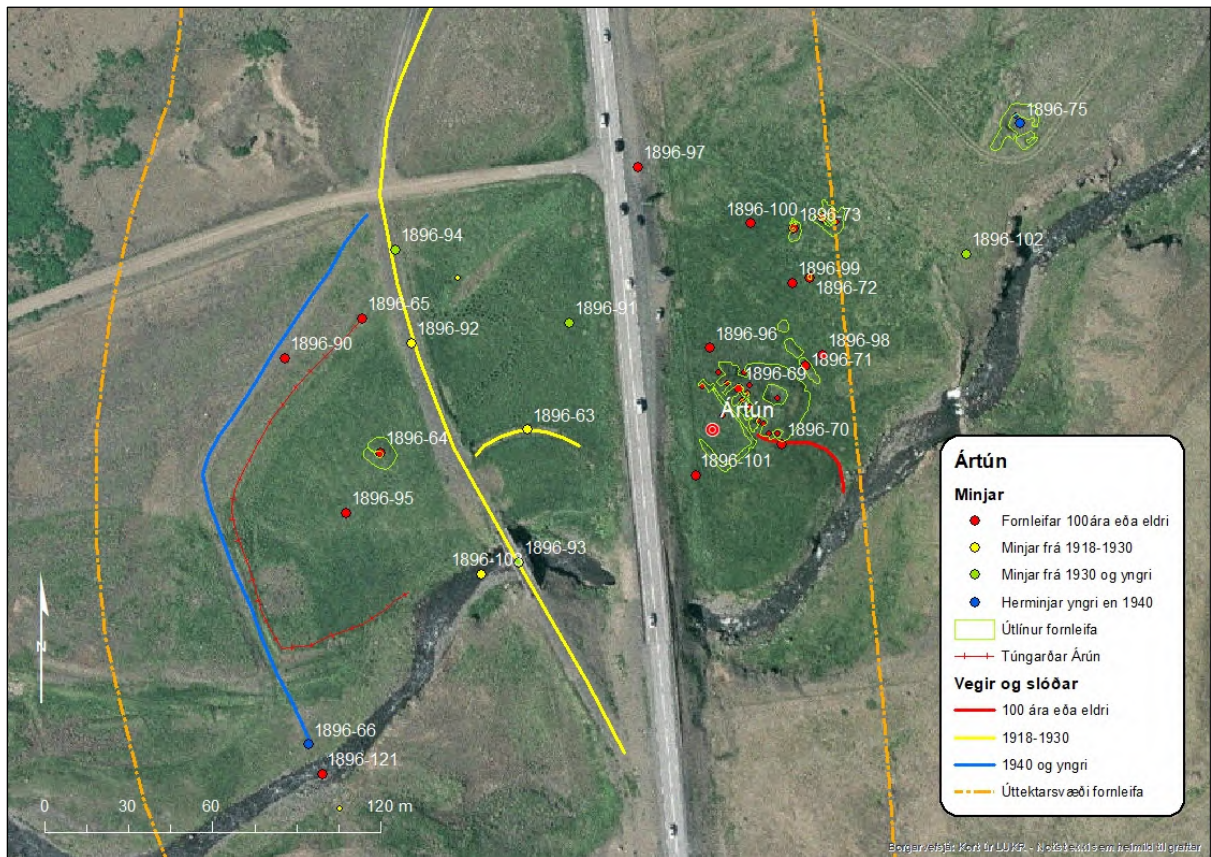 1896-75
1896-97
1896-100
1896-73
1896-94
1896-102
1896-99
1896-72
1896-65
1896-91
1896-92
1896-96
1896-98
1896-90
1896-71
1896-69
Ártún
1896-63
1896-70
1896-64
1896-101
1896-95
1896-93
1896-103
1896-66
1896-121
N
0 30 60 120 m
Ártún
Minjar
Fornleifar 100ára eða eldri
Minjar frá 1918-1930
Minjar frá 1930 og yngri
Herminjar yngri en 1940
Útlínur fornleifa
Túngarðar Árún
Vegir og slóðar
100 ára eða eldri
1918-1930
1940 og yngri
Úttektarsvæði fornleifa
Borgarvefsjá: Kort úr LUKR -